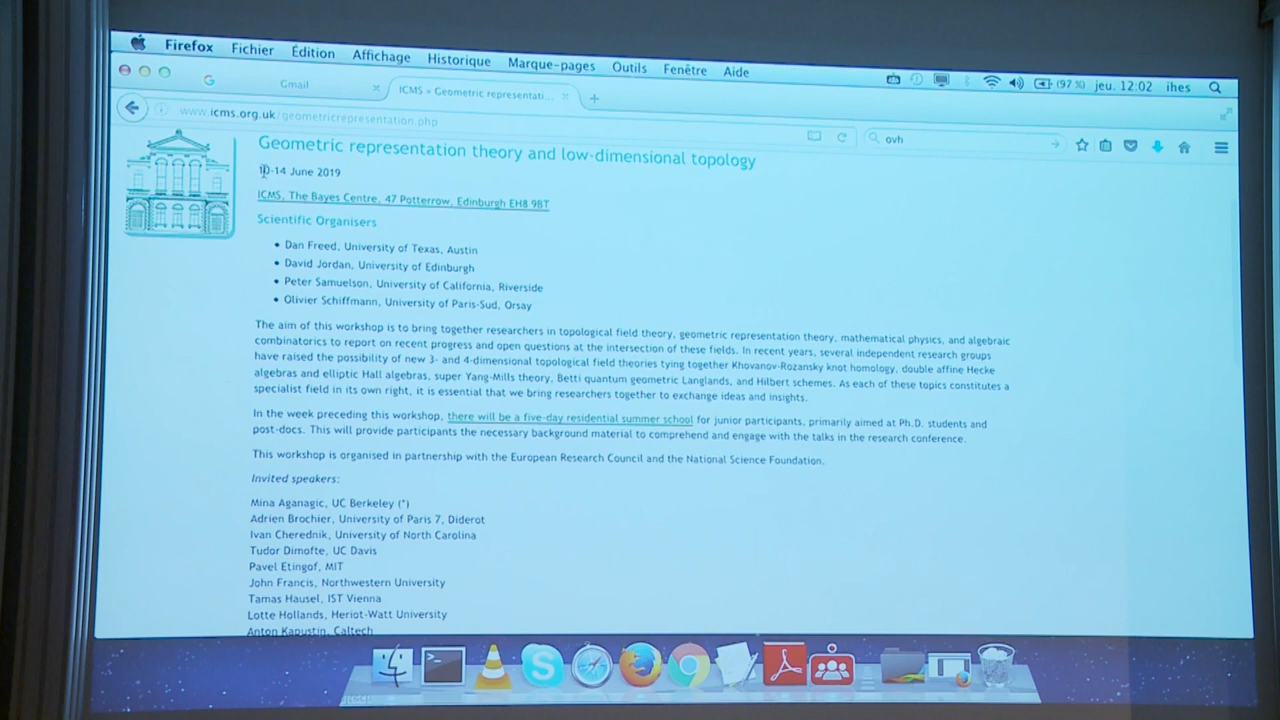 Firefox Fichier Édition Affichage Historique Marque-pages Outils Fenêtre Aide (97 %) jeu. 12:02 ihes
Gmail ICMS » Geometric representati...
www.icms.org.uk/geometricrepresentation.php ovh
Geometric representation theory and low-dimensional topology
10-14 June 2019
ICMS, The Bayes Centre, 47 Potterrow, Edinburgh EH8 9BT
Scientific Organisers
• Dan Freed, University of Texas, Austin
• David Jordan, University of Edinburgh
• Peter Samuelson, University of California, Riverside
• Olivier Schiffmann, University of Paris-Sud, Orsay
The aim of this workshop is to bring together researchers in topological field theory, geometric representation theory, mathematical physics, and algebraic
combinatorics to report on recent progress and open questions at the intersection of these fields. In recent years, several independent research groups
have raised the possibility of new 3- and 4-dimensional topological field theories tying together Khovanov-Rozansky knot homology, double affine Hecke
algebras and elliptic Hall algebras, super Yang-Mills theory, Betti quantum geometric Langlands, and Hilbert schemes. As each of these topics constitutes a
specialist field in its own right, it is essential that we bring researchers together to exchange ideas and insights.
In the week preceding this workshop, there will be a five-day residential summer school for junior participants, primarily aimed at Ph.D. students and
post-docs. This will provide participants the necessary background material to comprehend and engage with the talks in the research conference.
This workshop is organised in partnership with the European Research Council and the National Science Foundation.
Invited speakers:
Mina Aganagic, UC Berkeley (*)
Adrien Brochier, University of Paris 7, Diderot
Ivan Cherednik, University of North Carolina
Tudor Dimofte, UC Davis
Pavel Etingof, MIT
John Francis, Northwestern University
Tamas Hausel, IST Vienna
Lotte Hollands, Heriot-Watt University
Anton Kapustin, Caltech